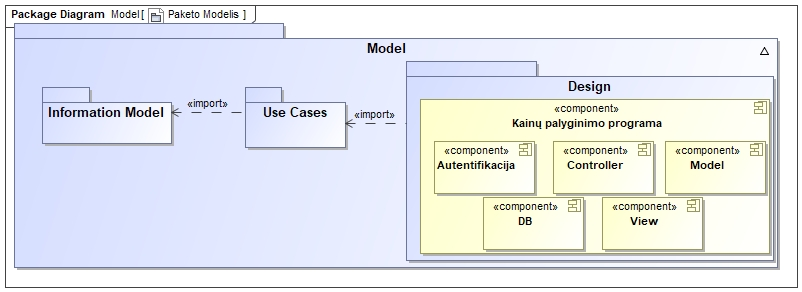 Package Diagram Model [ Paketo Modelis ]
Model
Design
Information Model
«import»
Use Cases
«import»
«component»
Kainų palyginimo programa
«component»
Autentifikacija
«component»
Controller
«component»
Model
«component»
DB
«component»
View